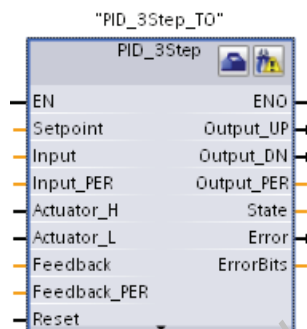 "PID_3Step_TO"
PID_3Step
EN ENO
Setpoint Output_UP
Input Output_DN
Input_PER Output_PER
Actuator_H State
Actuator_L Error
Feedback ErrorBits
Feedback_PER
Reset